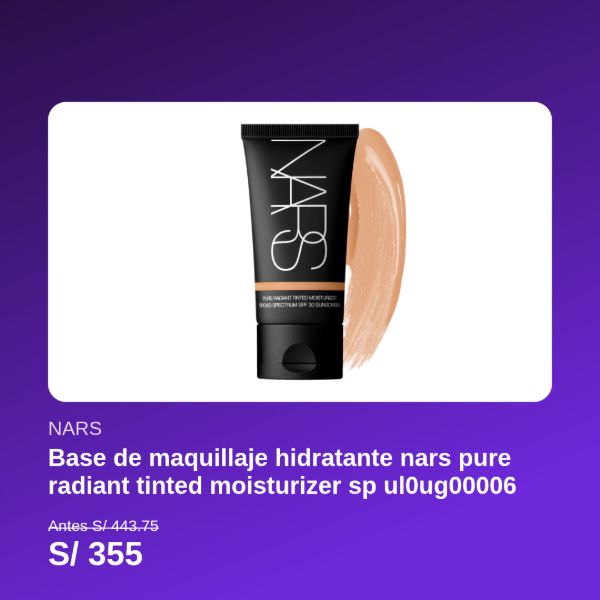 NARS
PURE RADIANT TINTED MOISTURIZER
BROAD SPECTRUM SPF 30 SUNSCREEN
NARS
Base de maquillaje hidratante nars pure
radiant tinted moisturizer sp ul0ug00006
Antes S/ 443.75
S/ 355